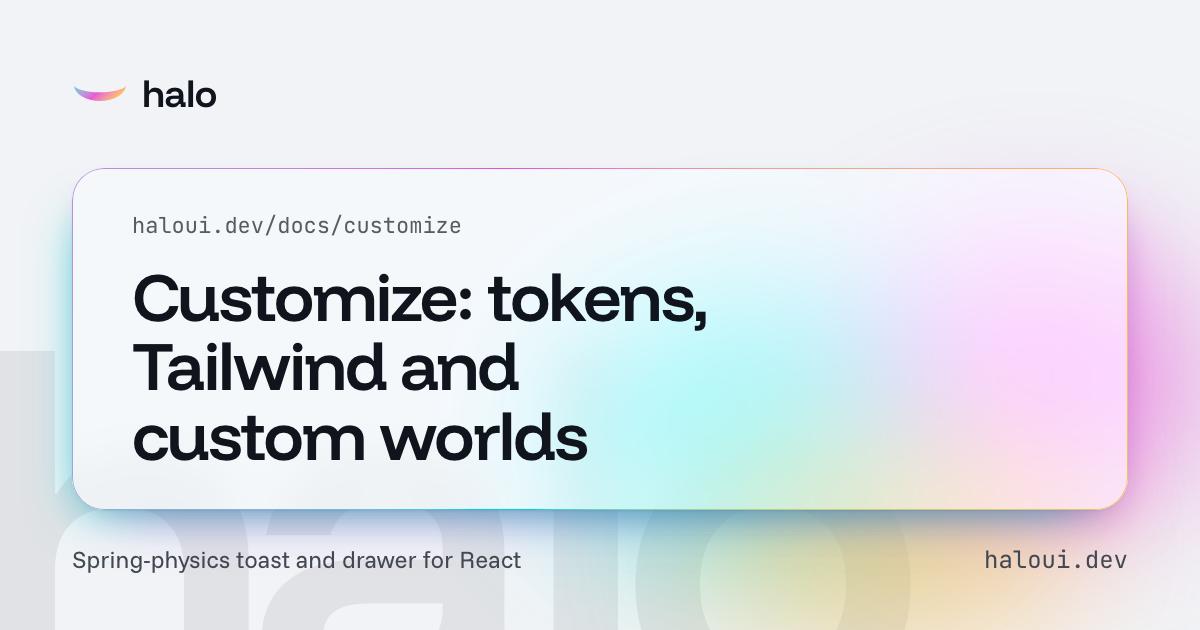 halo
haloui.dev/docs/customize
Customize: tokens,
Tailwind and
custom worlds
Spring-physics toast and drawer for React
haloui.dev
halo